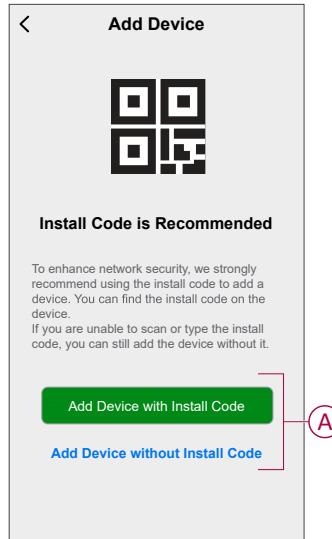 Add Device
Install Code is Recommended
To enhance network security, we strongly
recommend using the install code to add a
device. You can find the install code on the
device.
If you are unable to scan or type the install
code, you can still add the device without it.
Add Device with Install Code
A
Add Device without Install Code